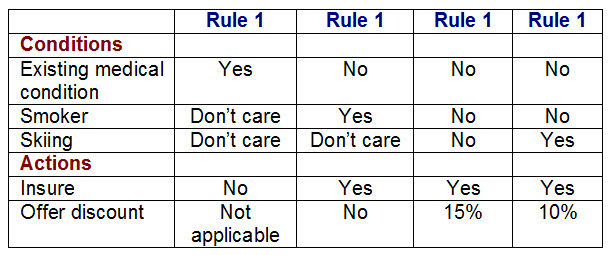 Rule 1 Rule 1 Rule 1 Rule 1
Conditions
Existing medical condition Yes No No No
Smoker Don't care Yes No No
Skiing Don't care Don't care No Yes
Actions
Insure No Yes Yes Yes
Offer discount Not applicable No 15% 10%